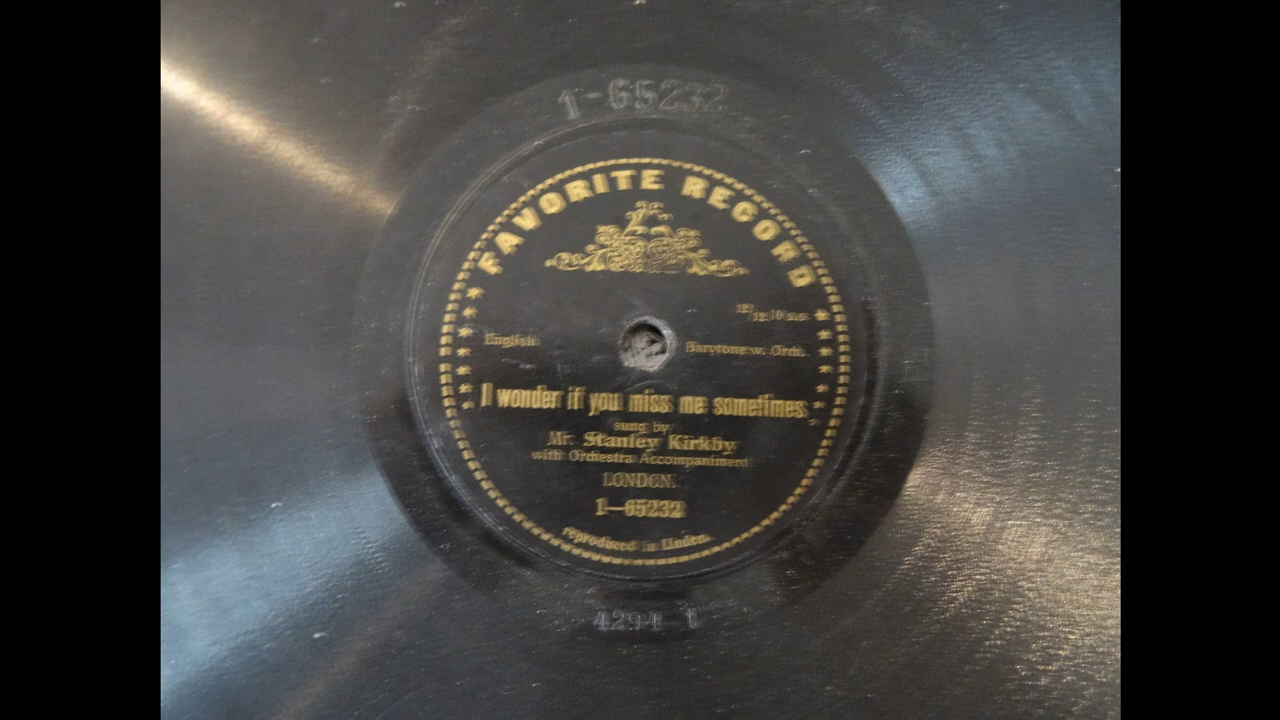 1-65232
FAVORITE RECORD
English
Barytone w. Orch.
I wonder if you miss me sometimes
sung by
Mr. Stanley Kirkby
with Orchestra Accompaniment
LONDON.
1—65232
reproduced in Linden.
4294